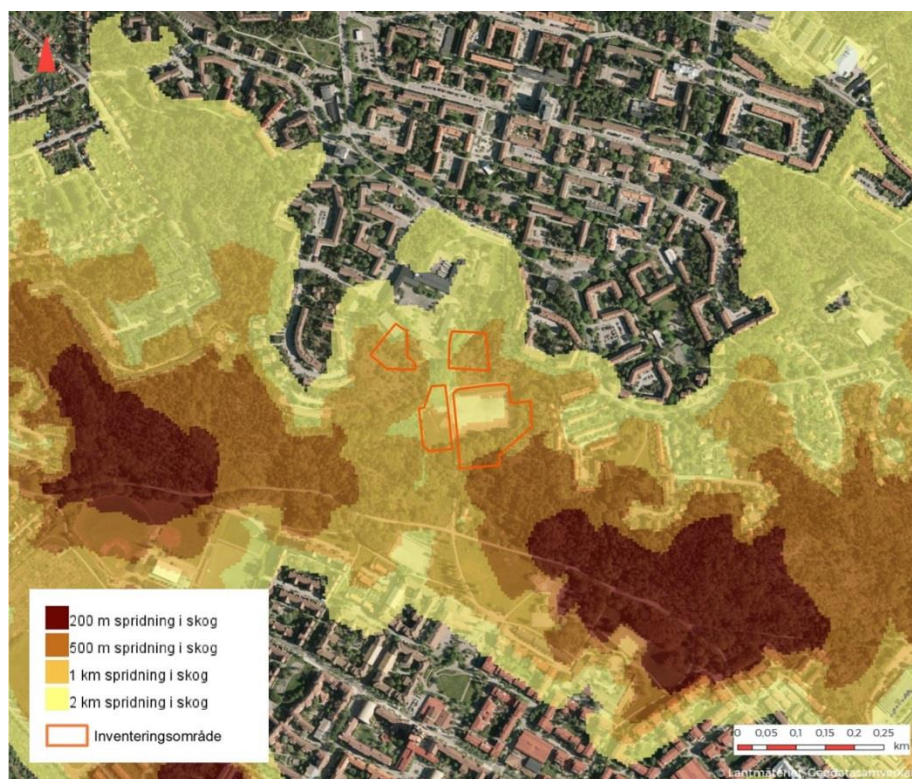 200 m spridning i skog
500 m spridning i skog
1 km spridning i skog
2 km spridning i skog
Inventeringsområde
0 0,05 0,1 0,15 0,2 0,25
km
© Lantmäteriet, Geodatasamverkan